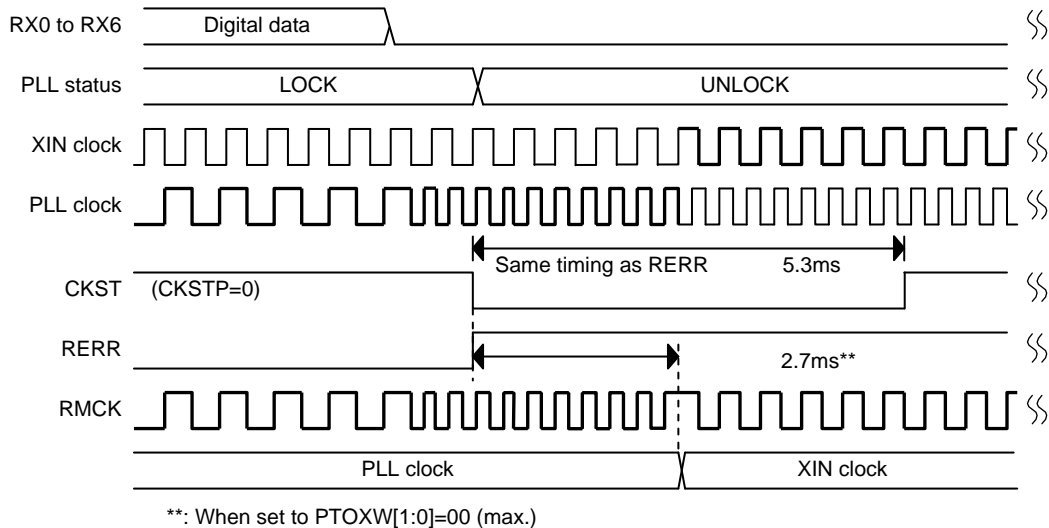 RX0 to RX6 Digital data
PLL status LOCK UNLOCK
XIN clock
PLL clock
Same timing as RERR 5.3ms
CKST (CKSTP=0)
RERR 2.7ms**
RMCK
PLL clock XIN clock
**: When set to PTOXW[1:0]=00 (max.)